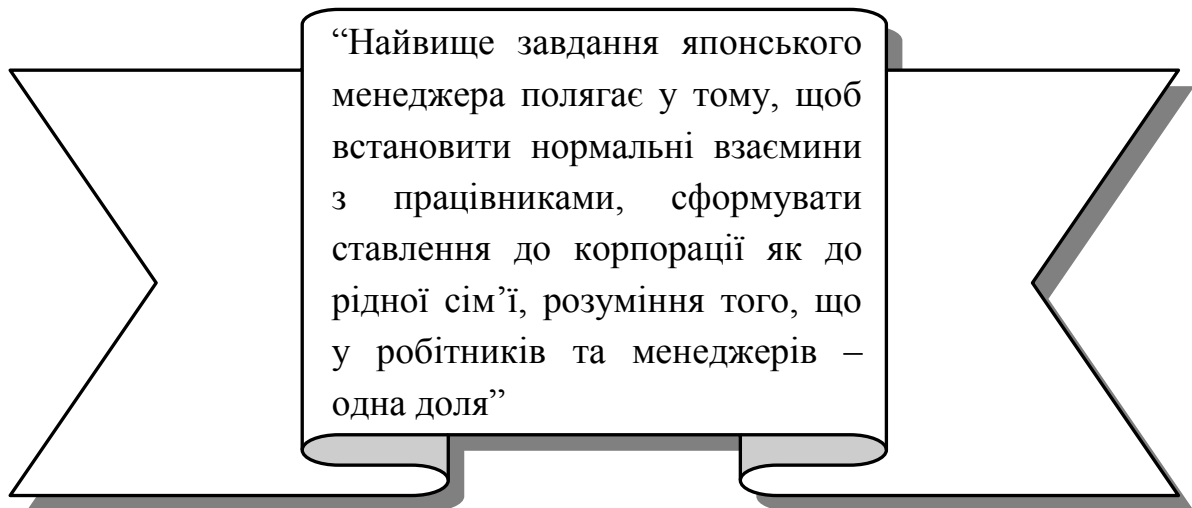 “Найвище завдання японського
менеджера полягає у тому, щоб
встановити нормальні взаємини
з працівниками, сформувати
ставлення до корпорації як до
рідної сім’ї, розуміння того, що
у робітників та менеджерів –
одна доля”